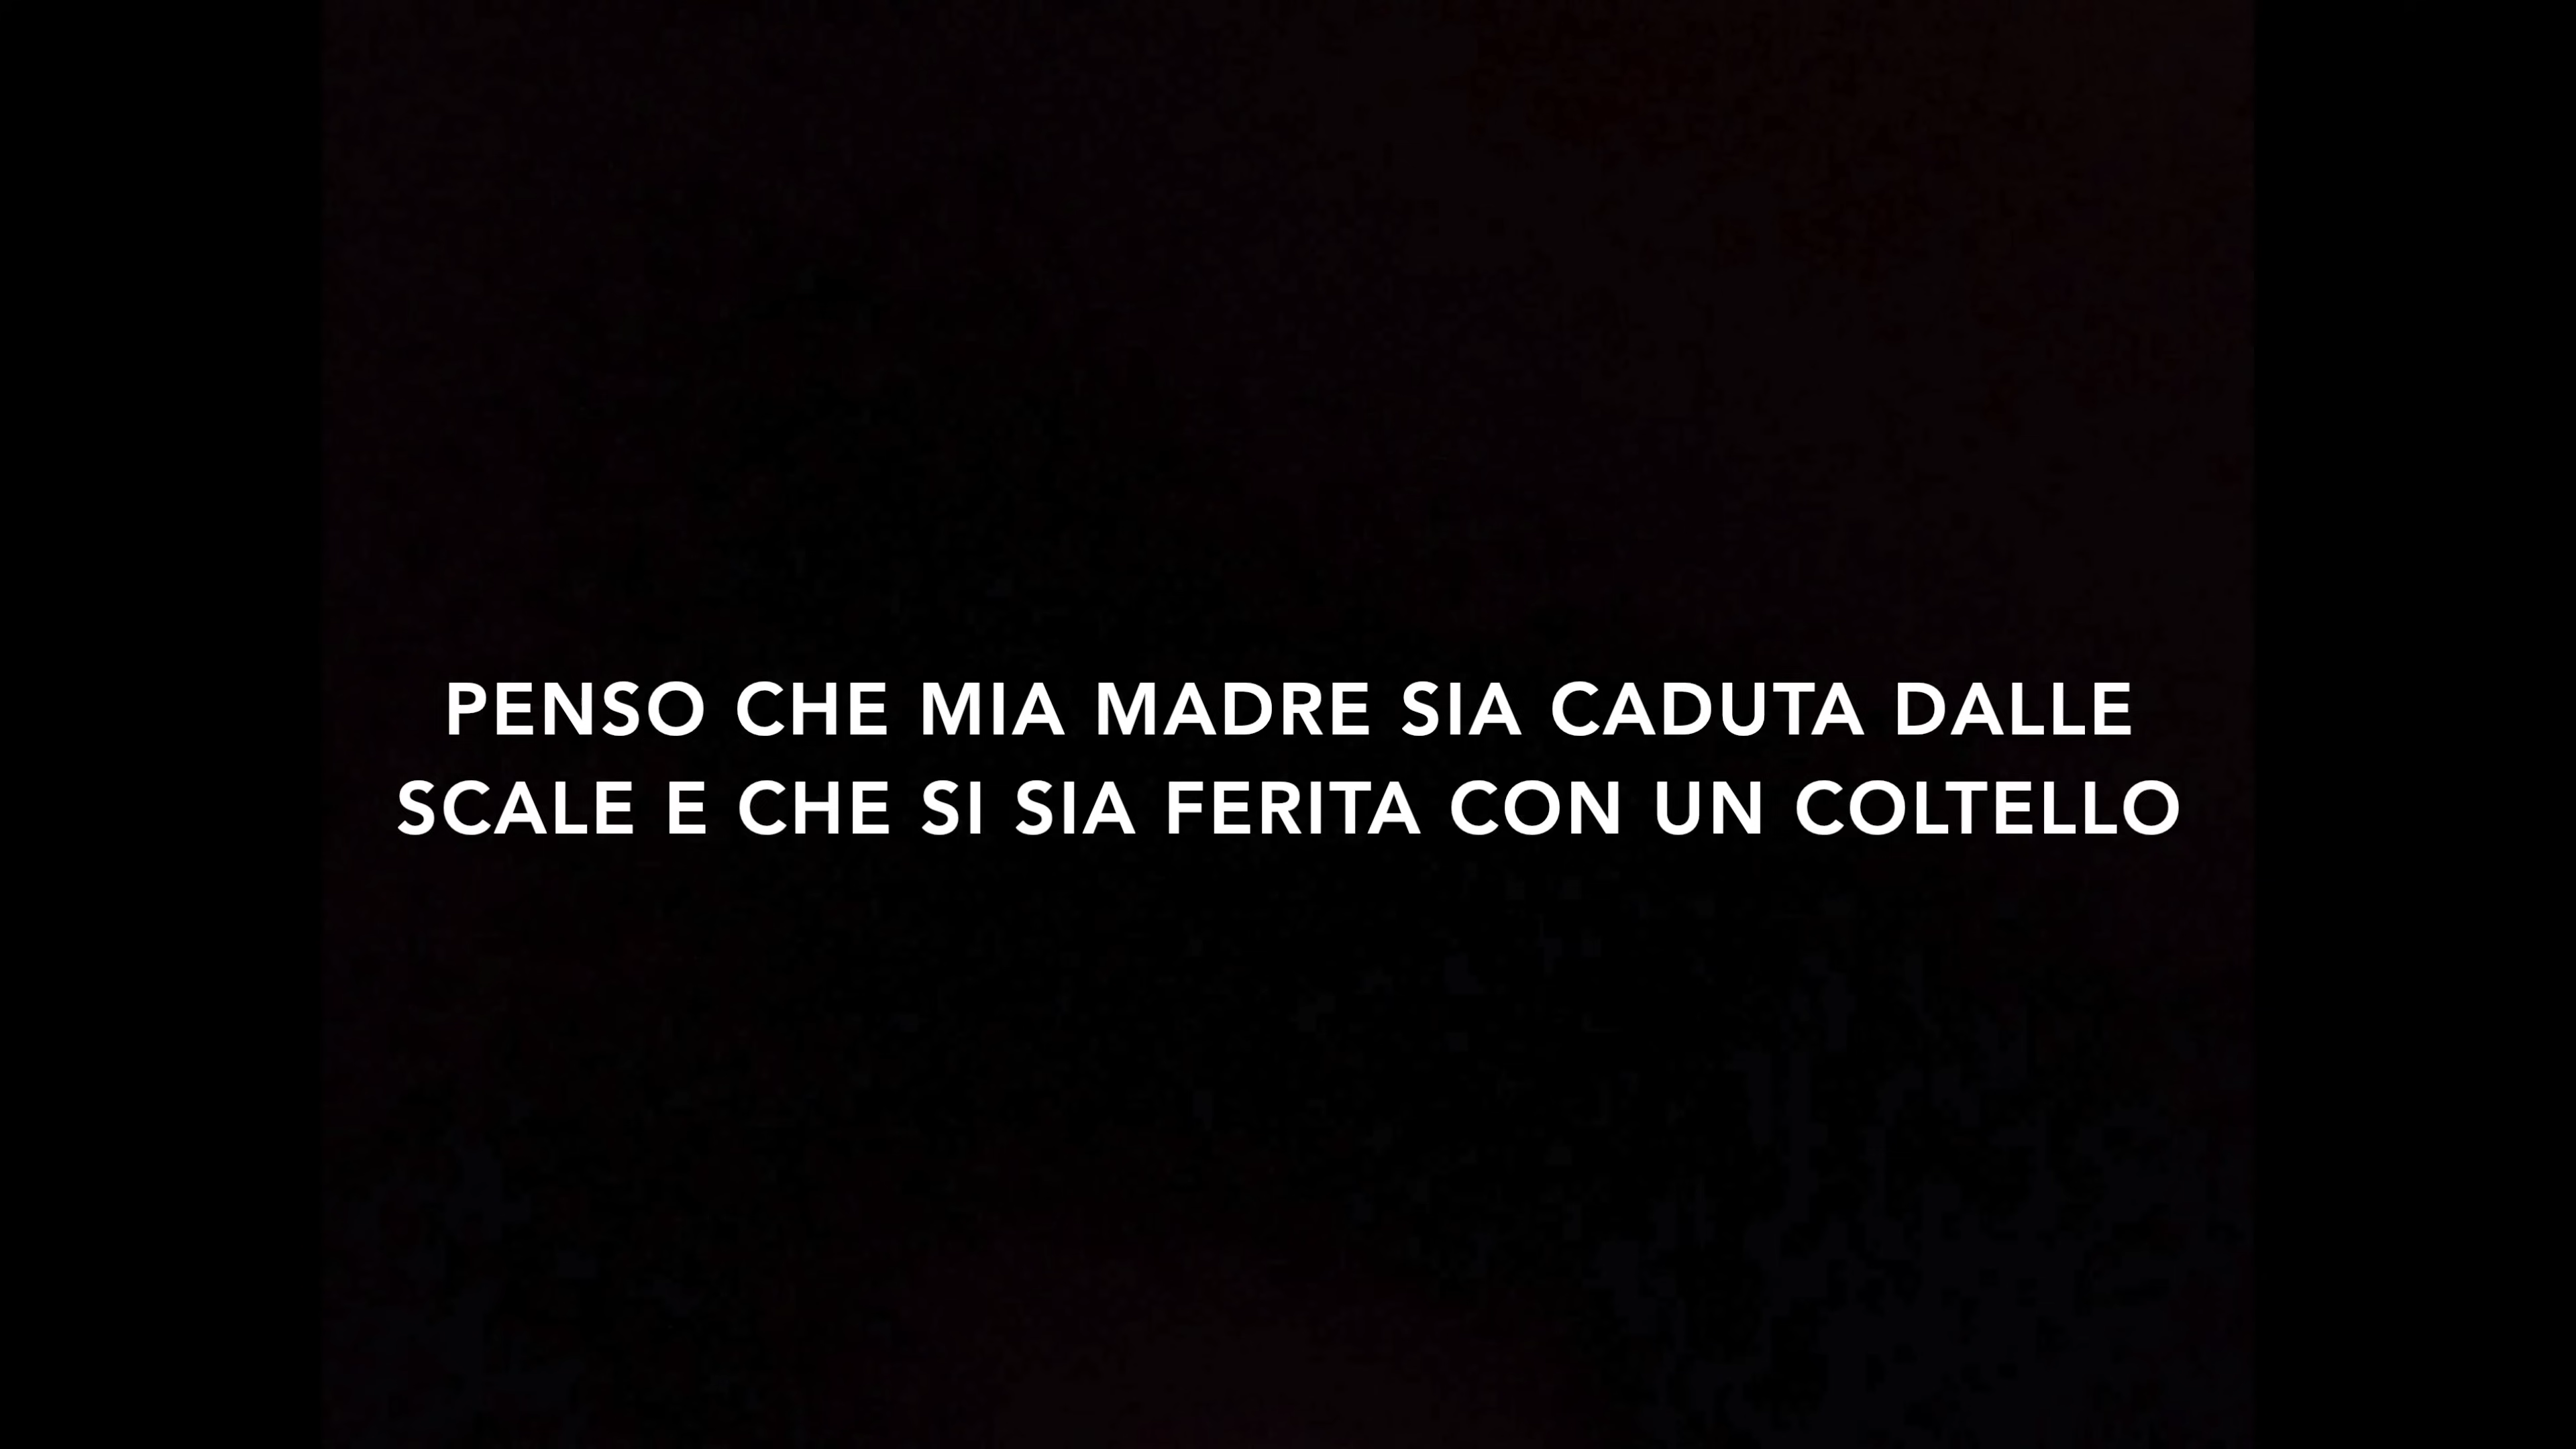 PENSO CHE MIA MADRE SIA CADUTA DALLE
SCALE E CHE SI SIA FERITA CON UN COLTELLO